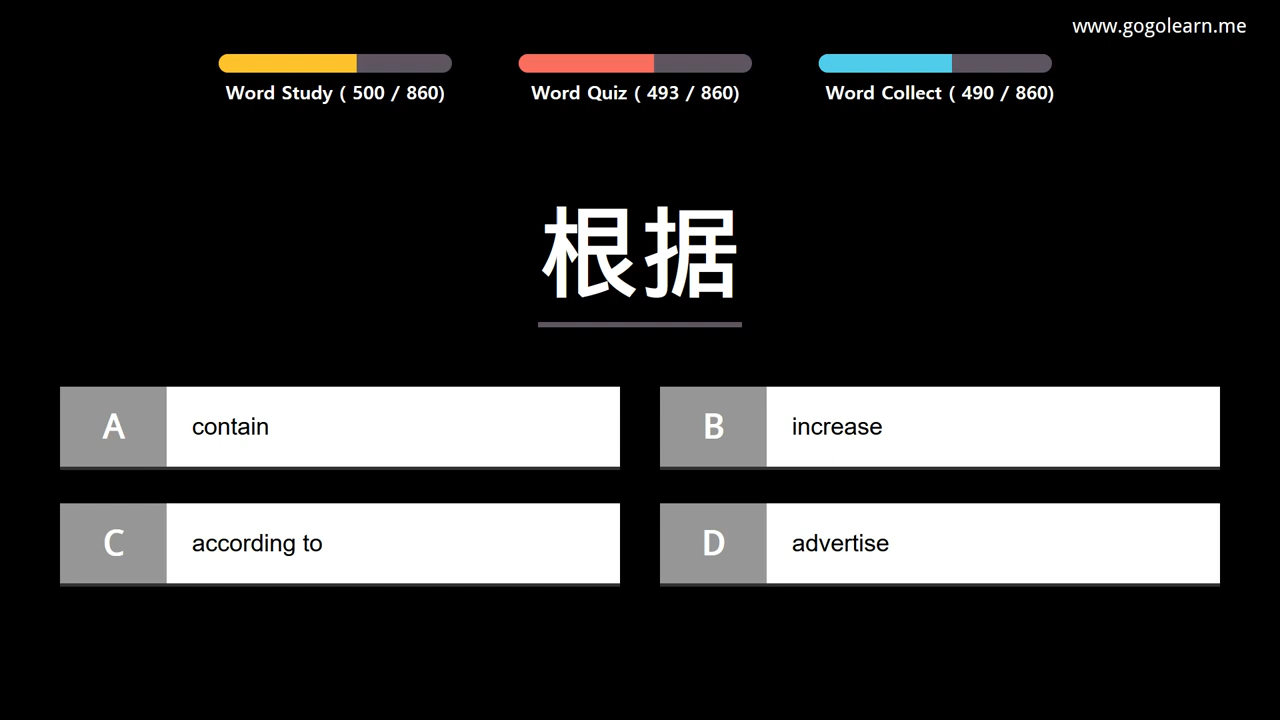 www.gogolearn.me
Word Study ( 500 / 860)
Word Quiz ( 493 / 860)
Word Collect ( 490 / 860)
根据
A contain
B increase
C according to
D advertise